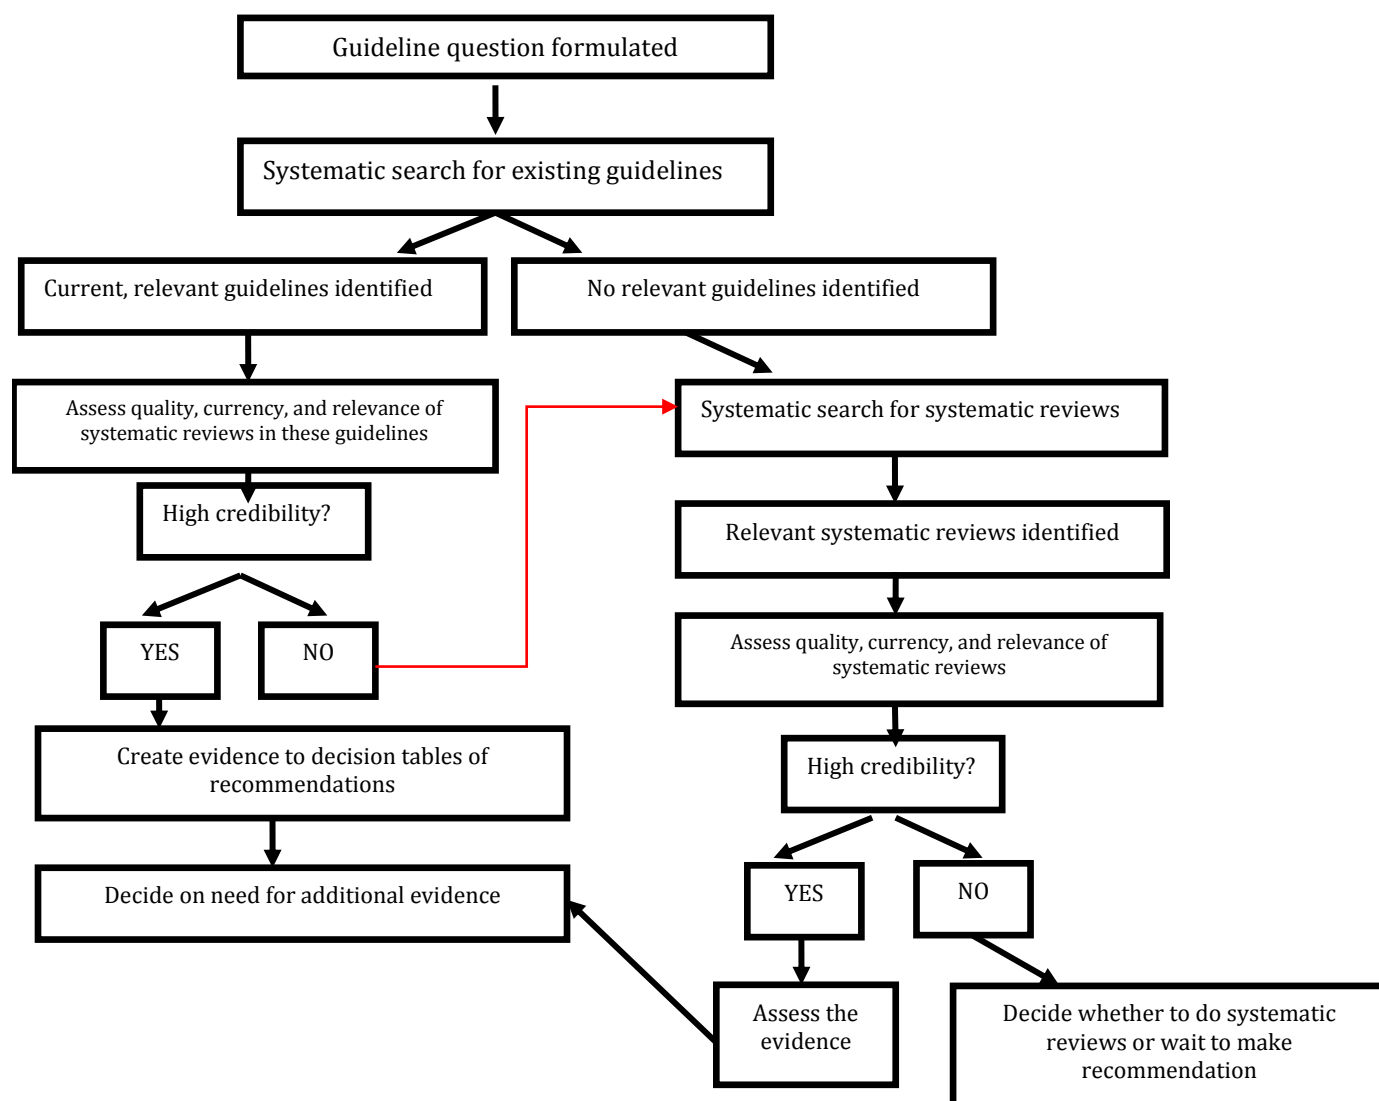 Guideline question formulated
Systematic search for existing guidelines
Current, relevant guidelines identified
No relevant guidelines identified
Assess quality, currency, and relevance of
systematic reviews in these guidelines
Systematic search for systematic reviews
High credibility?
Relevant systematic reviews identified
YES
NO
Assess quality, currency, and relevance of
systematic reviews
Create evidence to decision tables of
recommendations
High credibility?
Decide on need for additional evidence
YES
NO
Assess the
evidence
Decide whether to do systematic
reviews or wait to make
recommendation